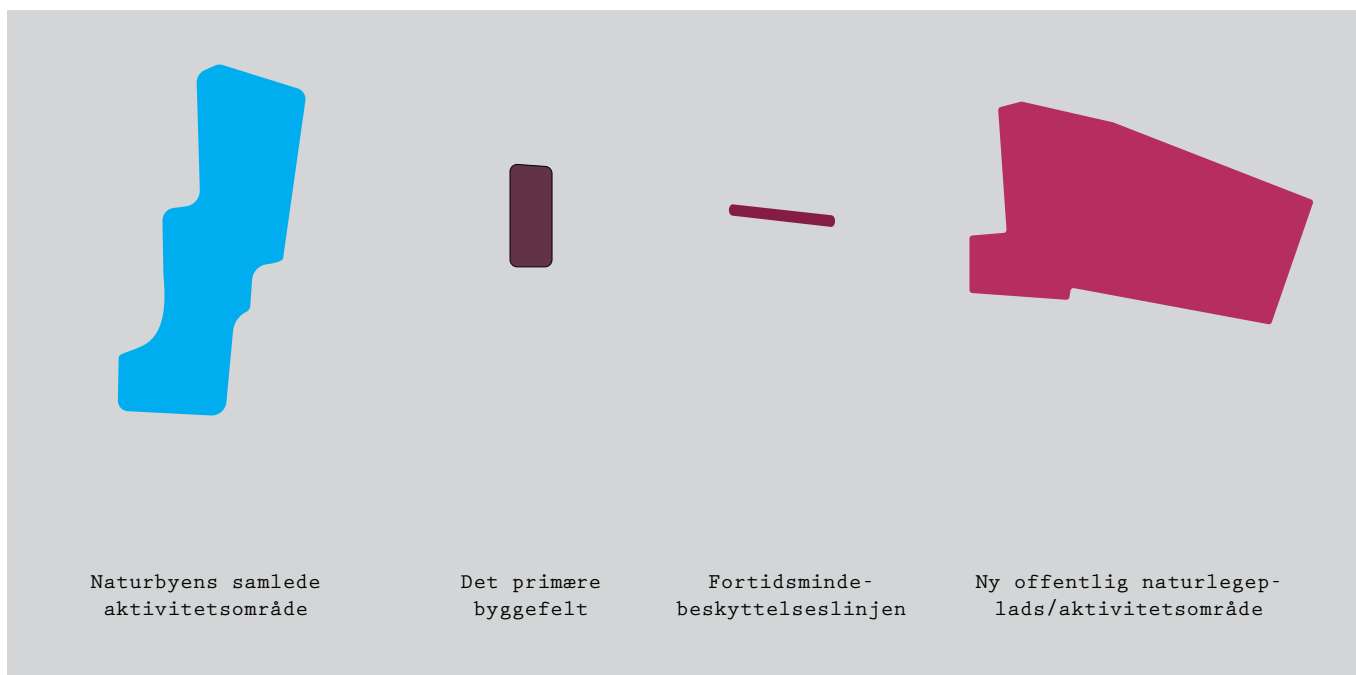 Naturbyens samlede
aktivitetsområde
Det primære
byggefelt
Fortidsminde-
beskyttelseslinjen
Ny offentlig naturlegep-
lads/aktivitetsområde